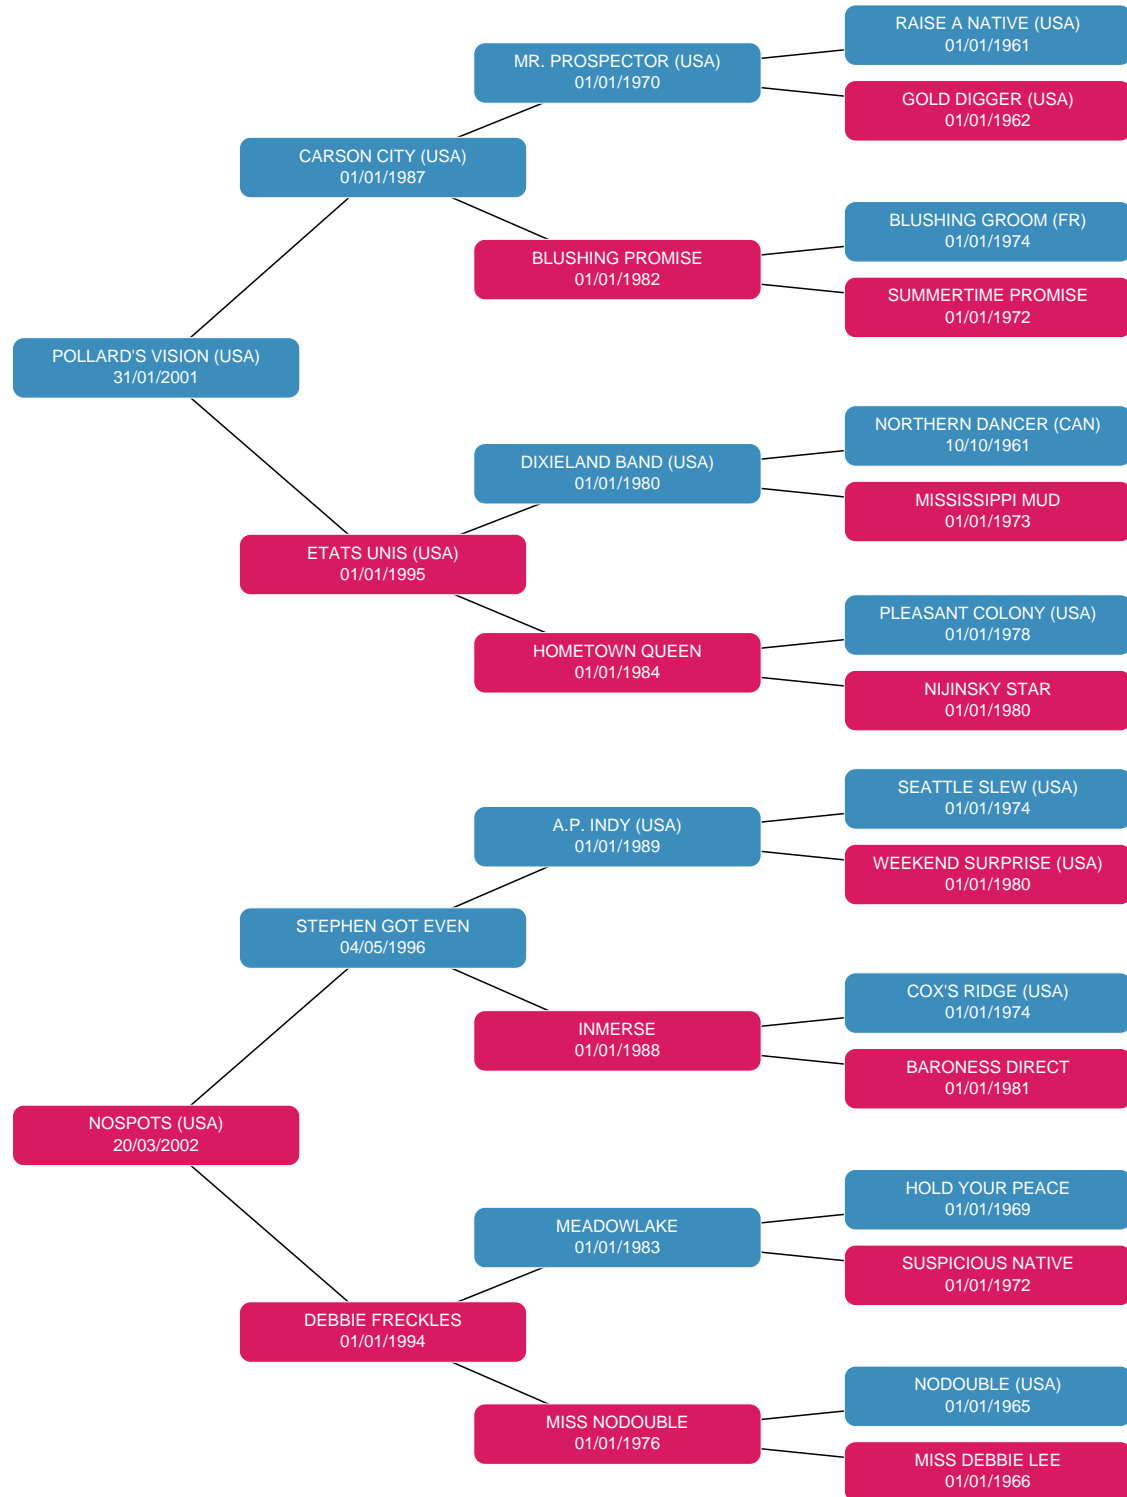 RAISE A NATIVE (USA)
01/01/1961
MR. PROSPECTOR (USA)
01/01/1970
GOLD DIGGER (USA)
01/01/1962
CARSON CITY (USA)
01/01/1987
BLUSHING GROOM (FR)
01/01/1974
BLUSHING PROMISE
01/01/1982
SUMMERTIME PROMISE
01/01/1972
POLLARD'S VISION (USA)
31/01/2001
NORTHERN DANCER (CAN)
10/10/1961
DIXIELAND BAND (USA)
01/01/1980
MISSISSIPPI MUD
01/01/1973
ETATS UNIS (USA)
01/01/1995
PLEASANT COLONY (USA)
01/01/1978
HOMETOWN QUEEN
01/01/1984
NIJINSKY STAR
01/01/1980
SEATTLE SLEW (USA)
01/01/1974
A.P. INDY (USA)
01/01/1989
WEEKEND SURPRISE (USA)
01/01/1980
STEPHEN GOT EVEN
04/05/1996
COX'S RIDGE (USA)
01/01/1974
INMERSE
01/01/1988
BARONESS DIRECT
01/01/1981
NOSPOTS (USA)
20/03/2002
HOLD YOUR PEACE
01/01/1969
MEADOWLAKE
01/01/1983
SUSPICIOUS NATIVE
01/01/1972
DEBBIE FRECKLES
01/01/1994
NODOUBLE (USA)
01/01/1965
MISS NODOUBLE
01/01/1976
MISS DEBBIE LEE
01/01/1966